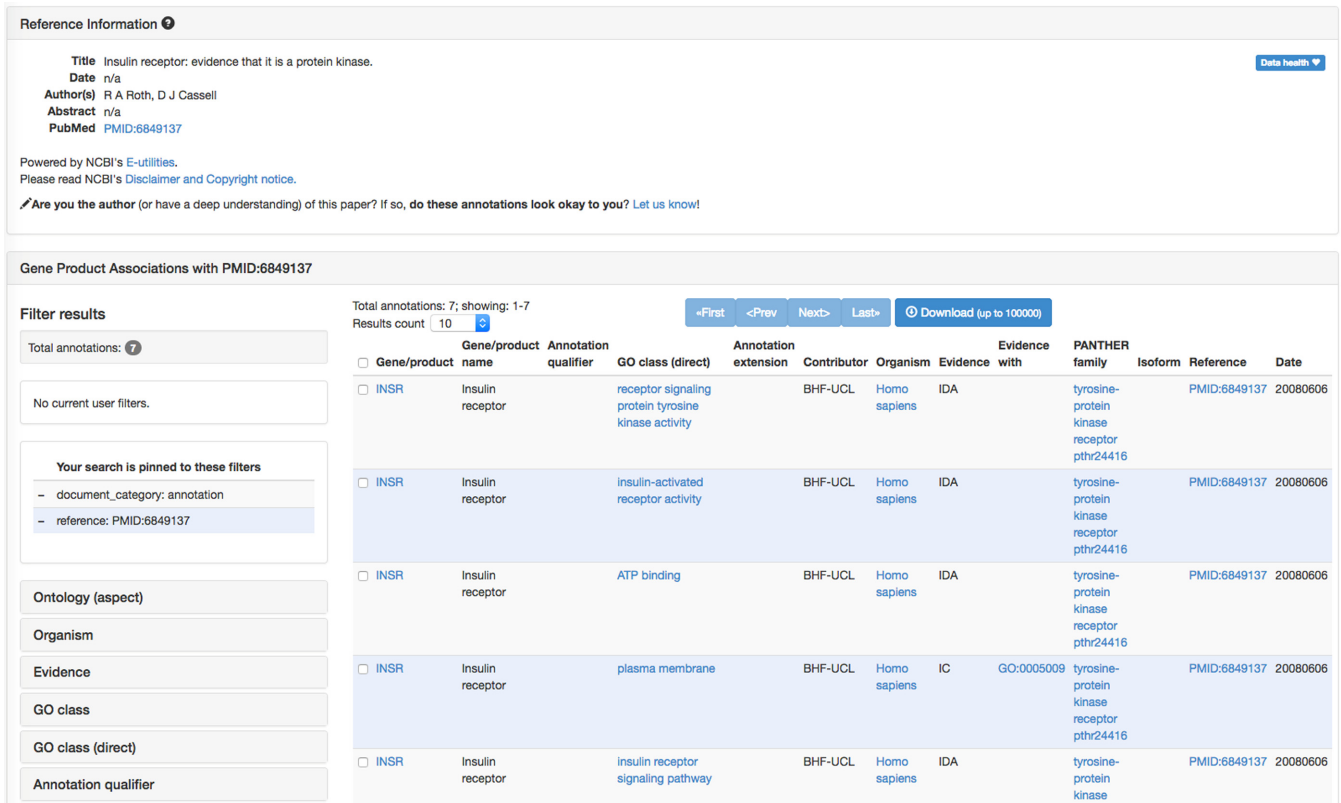 Reference Information
Title Insulin receptor: evidence that it is a protein kinase.
Data health
Date n/a
Author(s) R A Roth, D J Cassell
Abstract n/a
PubMed PMID:6849137
Powered by NCBI's E-utilities.
Please read NCBI's Disclaimer and Copyright notice.
Are you the author (or have a deep understanding) of this paper? If so, do these annotations look okay to you? Let us know!
Gene Product Associations with PMID:6849137
Filter results
Total annotations: 7
No current user filters.
Your search is pinned to these filters
– document_category: annotation
– reference: PMID:6849137
Ontology (aspect)
Organism
Evidence
GO class
GO class (direct)
Annotation qualifier
Total annotations: 7; showing: 1-7
Results count 10
«First <Prev Next> Last» Download (up to 100000)
Gene/product Annotation Annotation Evidence PANTHER
Gene/product name qualifier GO class (direct) extension Contributor Organism Evidence with family Isoform Reference Date
INSR Insulin receptor signaling BHF-UCL Homo IDA tyrosine- PMID:6849137 20080606
receptor protein tyrosine sapiens protein
kinase activity kinase
receptor
pthr24416
INSR Insulin insulin-activated BHF-UCL Homo IDA tyrosine- PMID:6849137 20080606
receptor receptor activity sapiens protein
kinase
receptor
pthr24416
INSR Insulin ATP binding BHF-UCL Homo IDA tyrosine- PMID:6849137 20080606
receptor sapiens protein
kinase
receptor
pthr24416
INSR Insulin plasma membrane BHF-UCL Homo IC GO:0005009 tyrosine- PMID:6849137 20080606
receptor sapiens protein
kinase
receptor
pthr24416
INSR Insulin insulin receptor BHF-UCL Homo IDA tyrosine- PMID:6849137 20080606
receptor signaling pathway sapiens protein
kinase